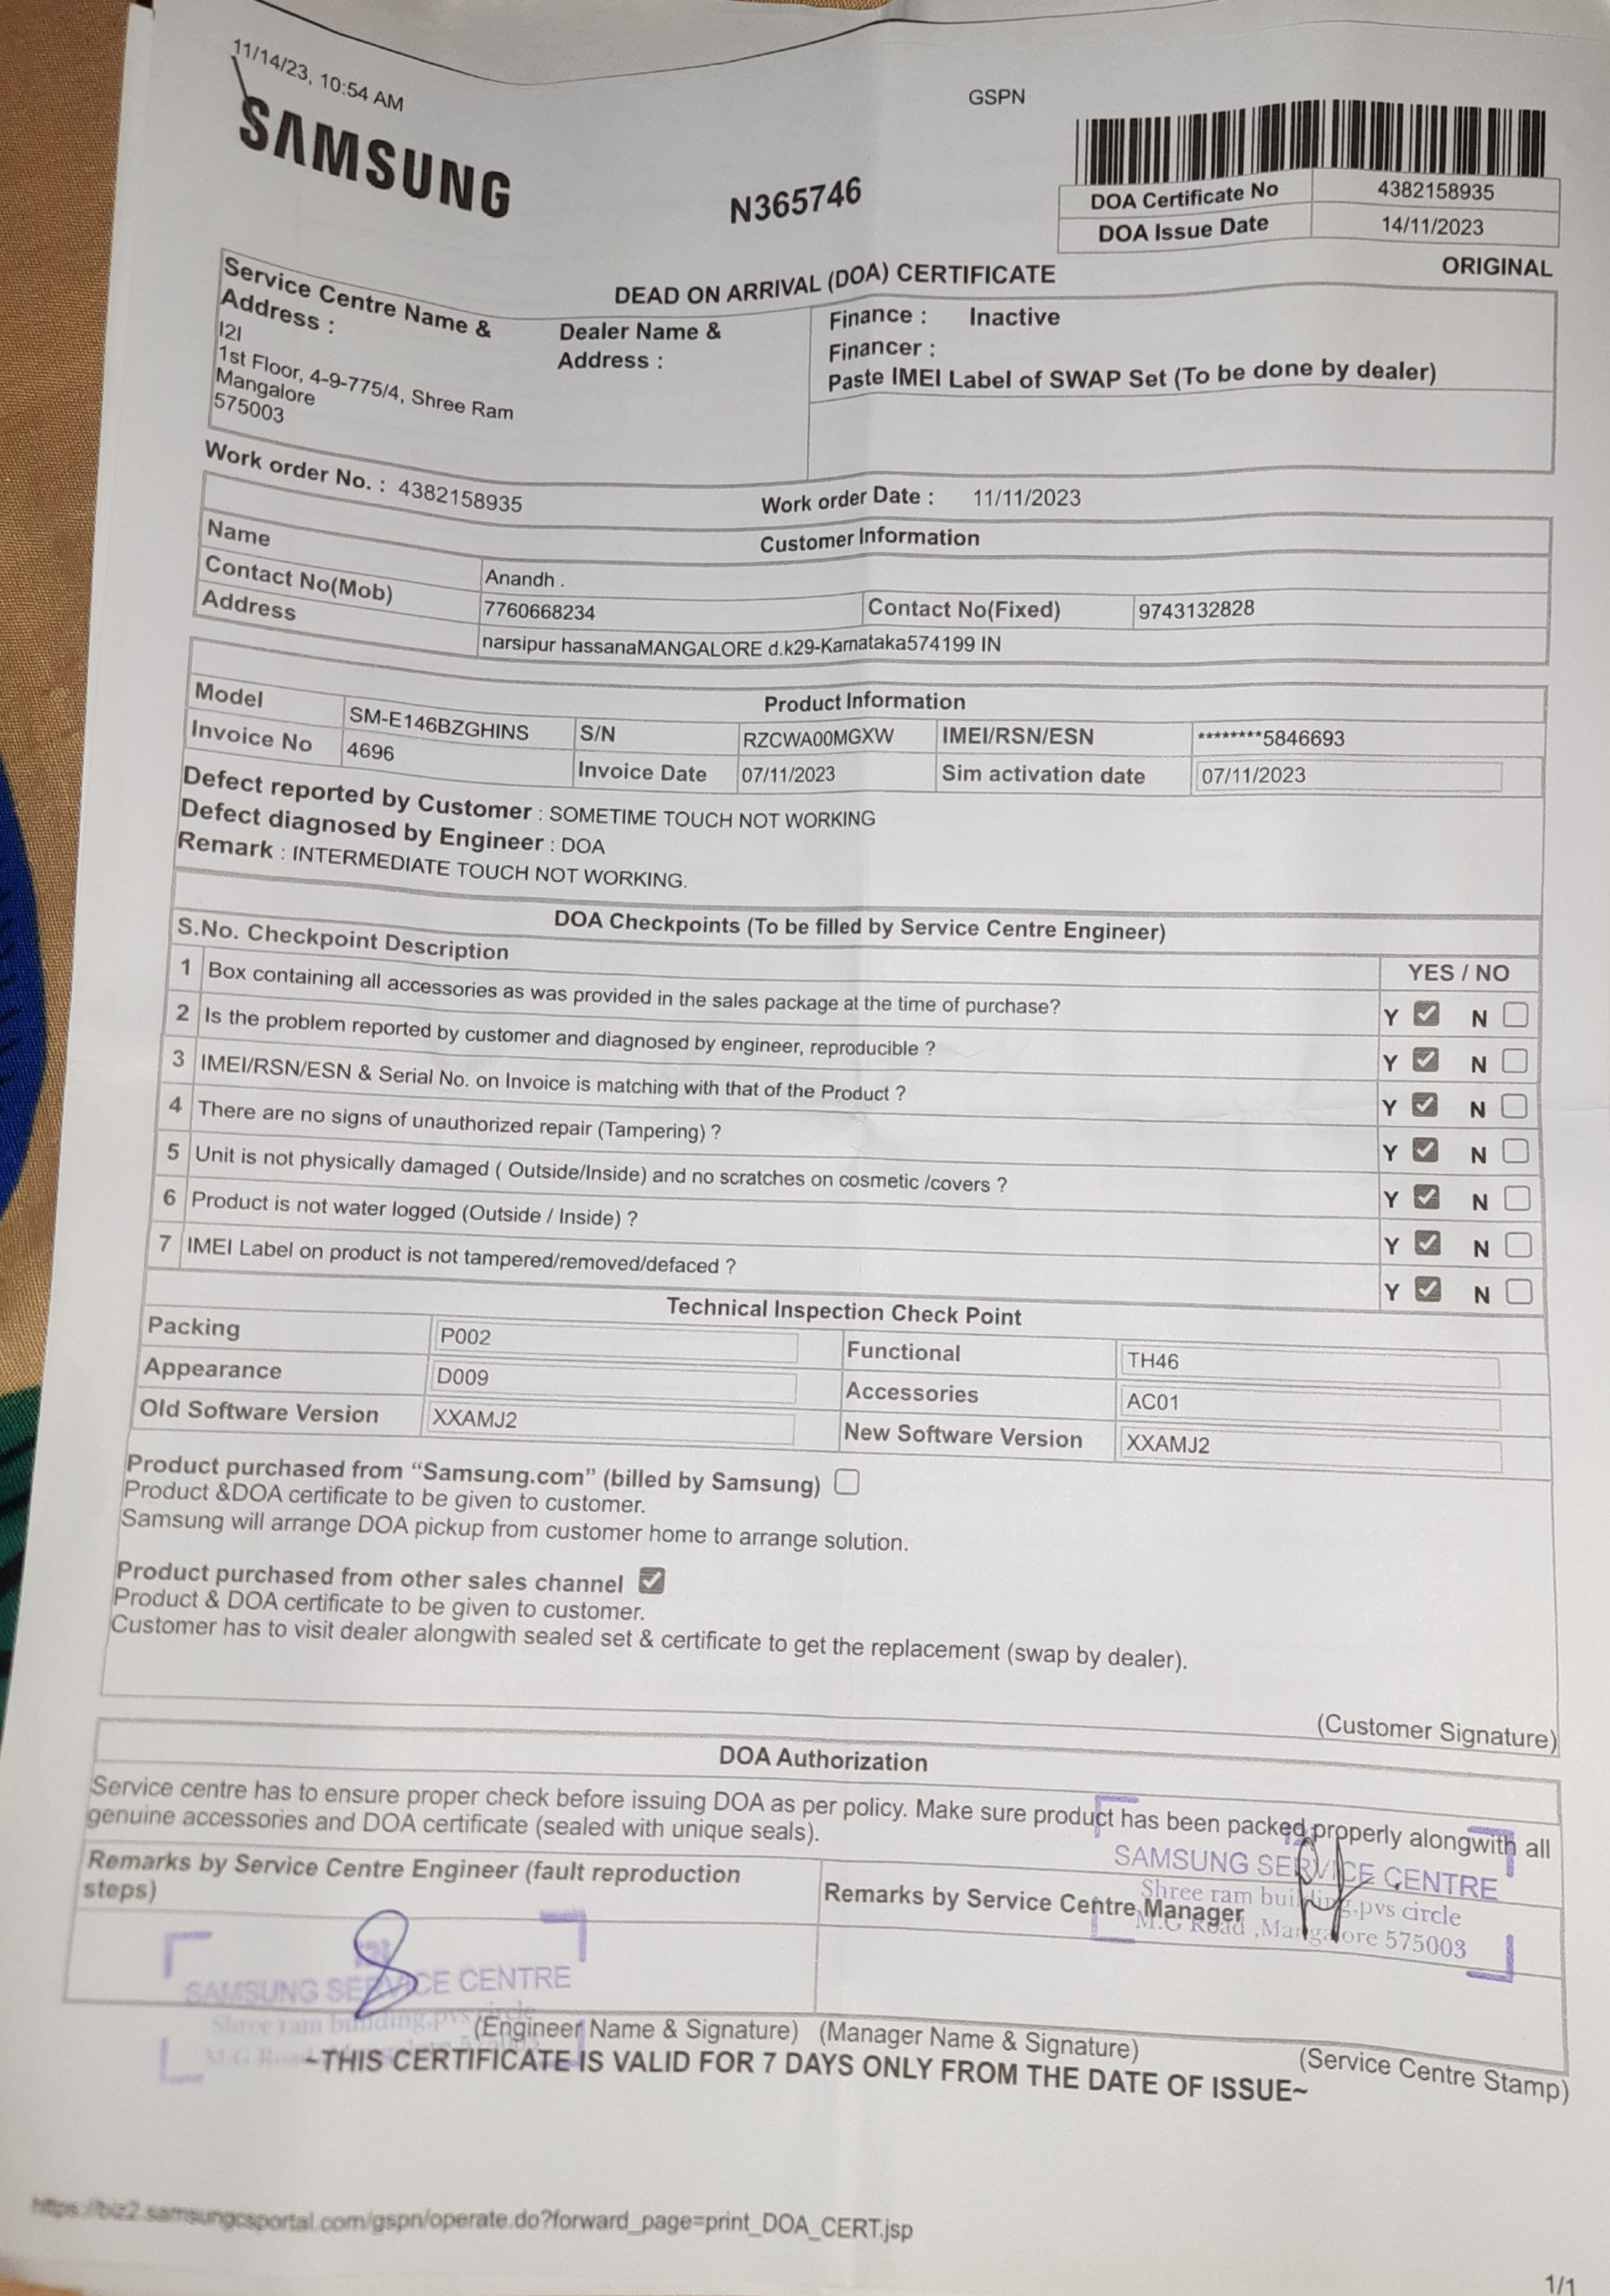 11/14/23, 10:54 AM
GSPN
SAMSUNG
N365746
DOA Certificate No 4382158935
DOA Issue Date 14/11/2023
ORIGINAL
DEAD ON ARRIVAL (DOA) CERTIFICATE
Service Centre Name &
Address :
I2I
1st Floor, 4-9-775/4, Shree Ram
Mangalore
575003
Dealer Name &
Address :
Finance : Inactive
Financer :
Paste IMEI Label of SWAP Set (To be done by dealer)
Work order No. : 4382158935 Work order Date : 11/11/2023
Customer Information
Name Anandh .
Contact No(Mob) 7760668234 Contact No(Fixed) 9743132828
Address narsipur hassanaMANGALORE d.k29-Karnataka574199 IN
Product Information
Model SM-E146BZGHINS S/N RZCWA00MGXW IMEI/RSN/ESN ********5846693
Invoice No 4696 Invoice Date 07/11/2023 Sim activation date 07/11/2023
Defect reported by Customer : SOMETIME TOUCH NOT WORKING
Defect diagnosed by Engineer : DOA
Remark : INTERMEDIATE TOUCH NOT WORKING.
DOA Checkpoints (To be filled by Service Centre Engineer)
S.No. Checkpoint Description YES / NO
1 Box containing all accessories as was provided in the sales package at the time of purchase? Y N
2 Is the problem reported by customer and diagnosed by engineer, reproducible ? Y N
3 IMEI/RSN/ESN & Serial No. on Invoice is matching with that of the Product ? Y N
4 There are no signs of unauthorized repair (Tampering) ? Y N
5 Unit is not physically damaged ( Outside/Inside) and no scratches on cosmetic /covers ? Y N
6 Product is not water logged (Outside / Inside) ? Y N
7 IMEI Label on product is not tampered/removed/defaced ? Y N
Technical Inspection Check Point
Packing P002 Functional TH46
Appearance D009 Accessories AC01
Old Software Version XXAMJ2 New Software Version XXAMJ2
Product purchased from “Samsung.com” (billed by Samsung)
Product &DOA certificate to be given to customer.
Samsung will arrange DOA pickup from customer home to arrange solution.
Product purchased from other sales channel
Product & DOA certificate to be given to customer.
Customer has to visit dealer alongwith sealed set & certificate to get the replacement (swap by dealer).
(Customer Signature)
DOA Authorization
Service centre has to ensure proper check before issuing DOA as per policy. Make sure product has been packed properly alongwith all
genuine accessories and DOA certificate (sealed with unique seals).
Remarks by Service Centre Engineer (fault reproduction
steps)
Remarks by Service Centre Manager
SAMSUNG SERVICE CENTRE
Shree ram building,pvs circle
M.G Road ,Mangalore 575003
SAMSUNG SERVICE CENTRE
Shree ram building,pvs circle
M.G Road
(Engineer Name & Signature) (Manager Name & Signature) (Service Centre Stamp)
~THIS CERTIFICATE IS VALID FOR 7 DAYS ONLY FROM THE DATE OF ISSUE~
https://biz2.samsungcsportal.com/gspn/operate.do?forward_page=print_DOA_CERT.jsp
1/1